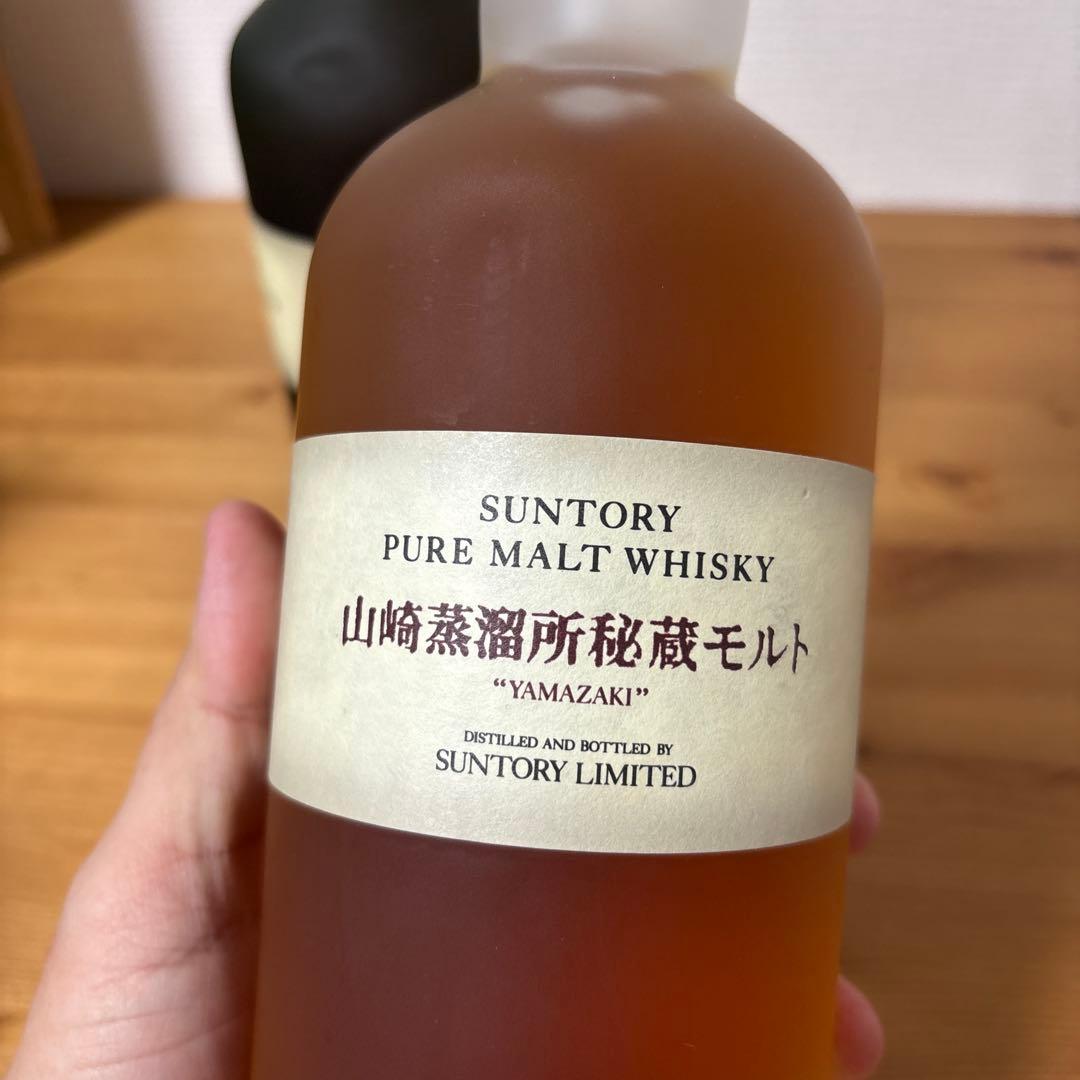 SUNTORY
PURE MALT WHISKY
山崎蒸溜所秘蔵モルト
“YAMAZAKI”
DISTILLED AND BOTTLED BY
SUNTORY LIMITED